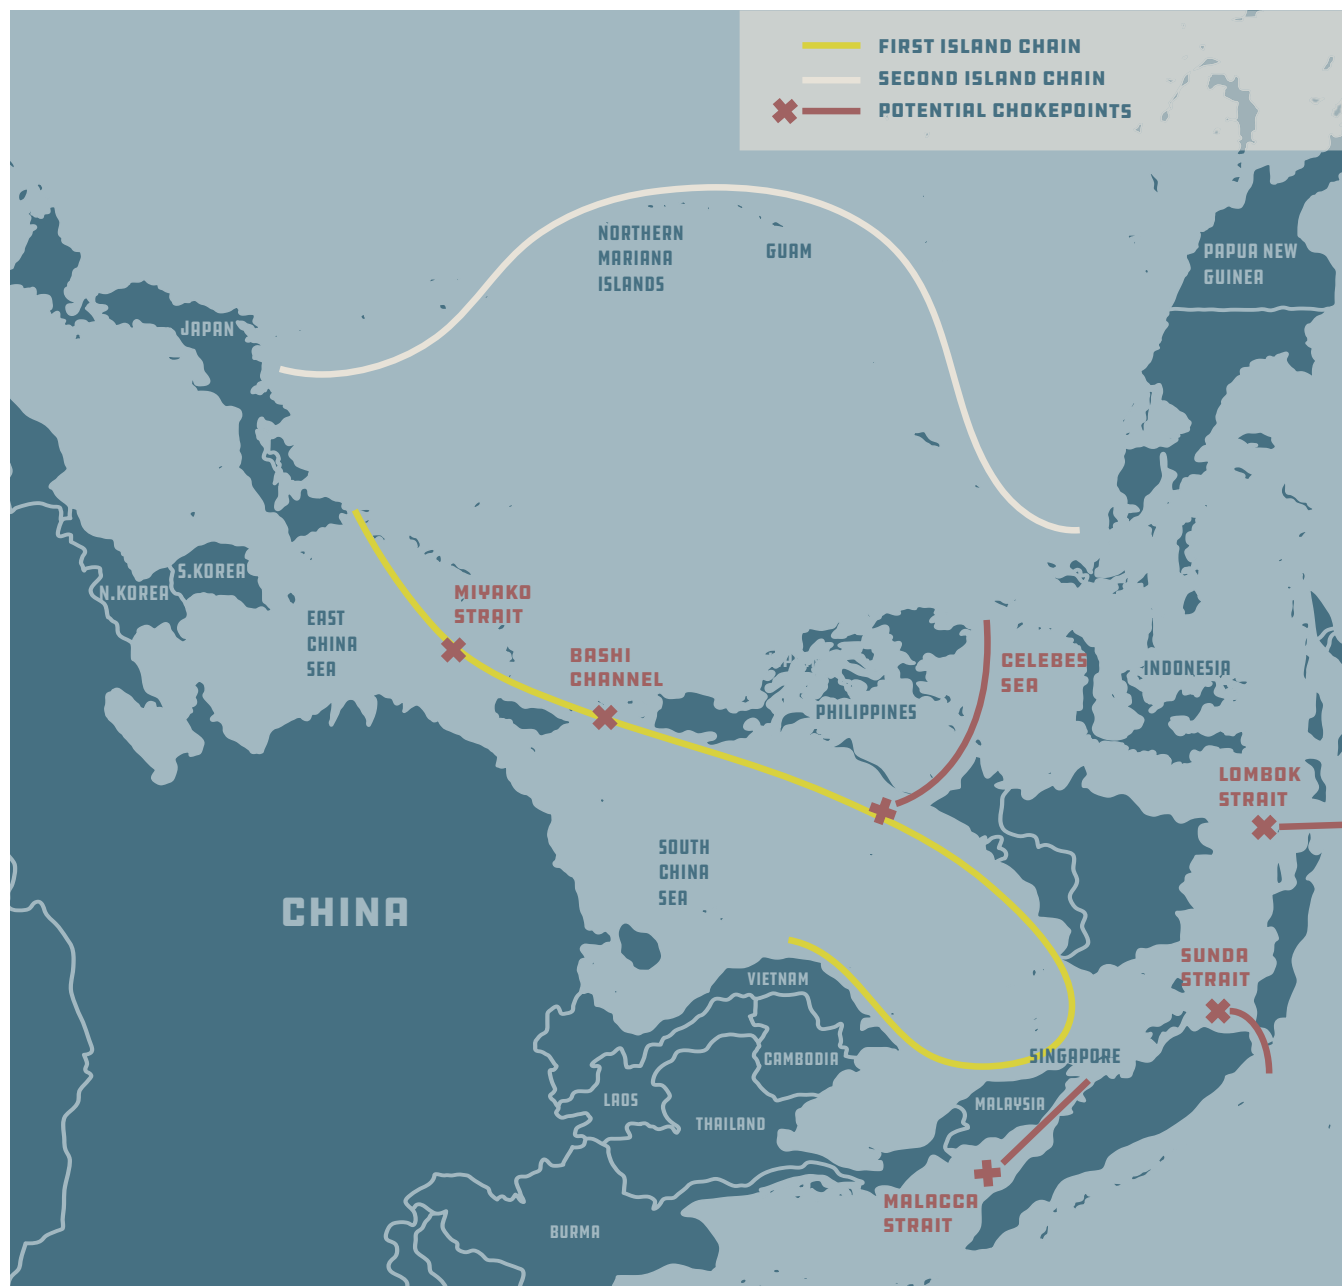 FIRST ISLAND CHAIN
SECOND ISLAND CHAIN
POTENTIAL CHOKEPOINTS
NORTHERN
MARIANA
ISLANDS
GUAM
PAPUA NEW
GUINEA
JAPAN
S.KOREA
N.KOREA
EAST
CHINA
SEA
MIYAKO
STRAIT
BASHI
CHANNEL
CELEBES
SEA
INDONESIA
PHILIPPINES
LOMBOK
STRAIT
SOUTH
CHINA
SEA
CHINA
SUNDA
STRAIT
VIETNAM
CAMBODIA
SINGAPORE
LAOS
THAILAND
MALAYSIA
MALACCA
STRAIT
BURMA